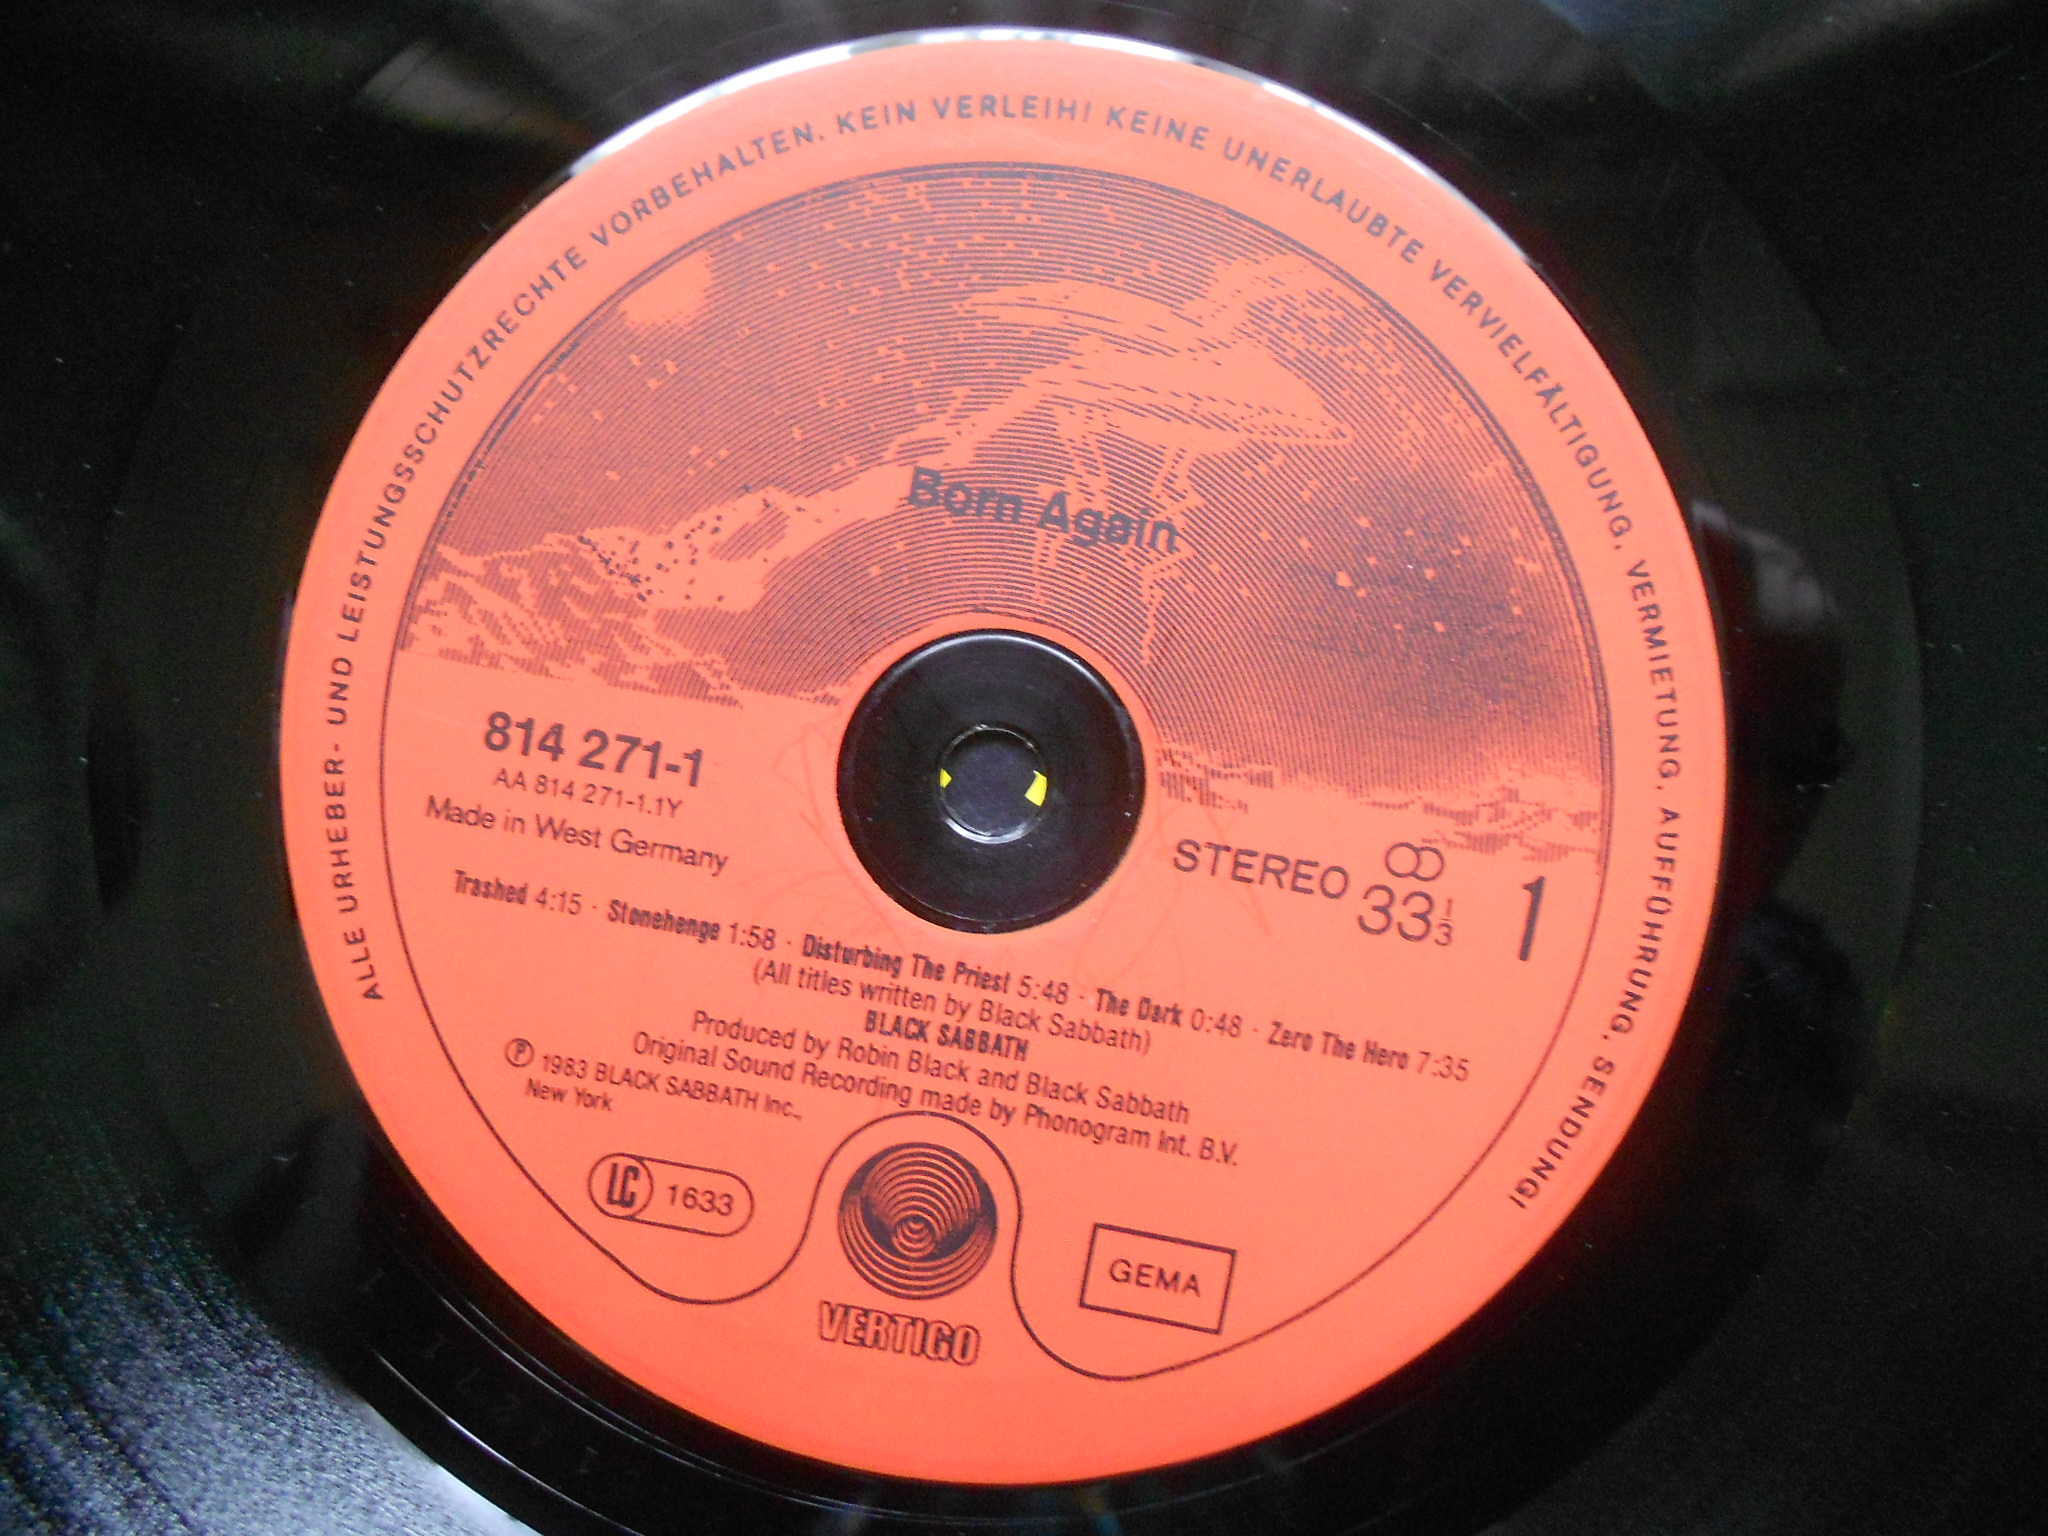 ALLE URHEBER- UND LEISTUNGSSCHUTZRECHTE VORBEHALTEN. KEIN VERLEIH! KEINE UNERLAUBTE VERVIELFÄLTIGUNG, VERMIETUNG, AUFFÜHRUNG, SENDUNG!
Born Again
814 271-1
AA 814 271-1.1Y
Made in West Germany
STEREO 33 1/3
1
Trashed 4:15 · Stonehenge 1:58 · Disturbing The Priest 5:48 · The Dark 0:48 · Zero The Hero 7:35
(All titles written by Black Sabbath)
BLACK SABBATH
Produced by Robin Black and Black Sabbath
Original Sound Recording made by Phonogram Int. B.V.
℗ 1983 BLACK SABBATH Inc.,
New York
LC 1633
GEMA
VERTIGO